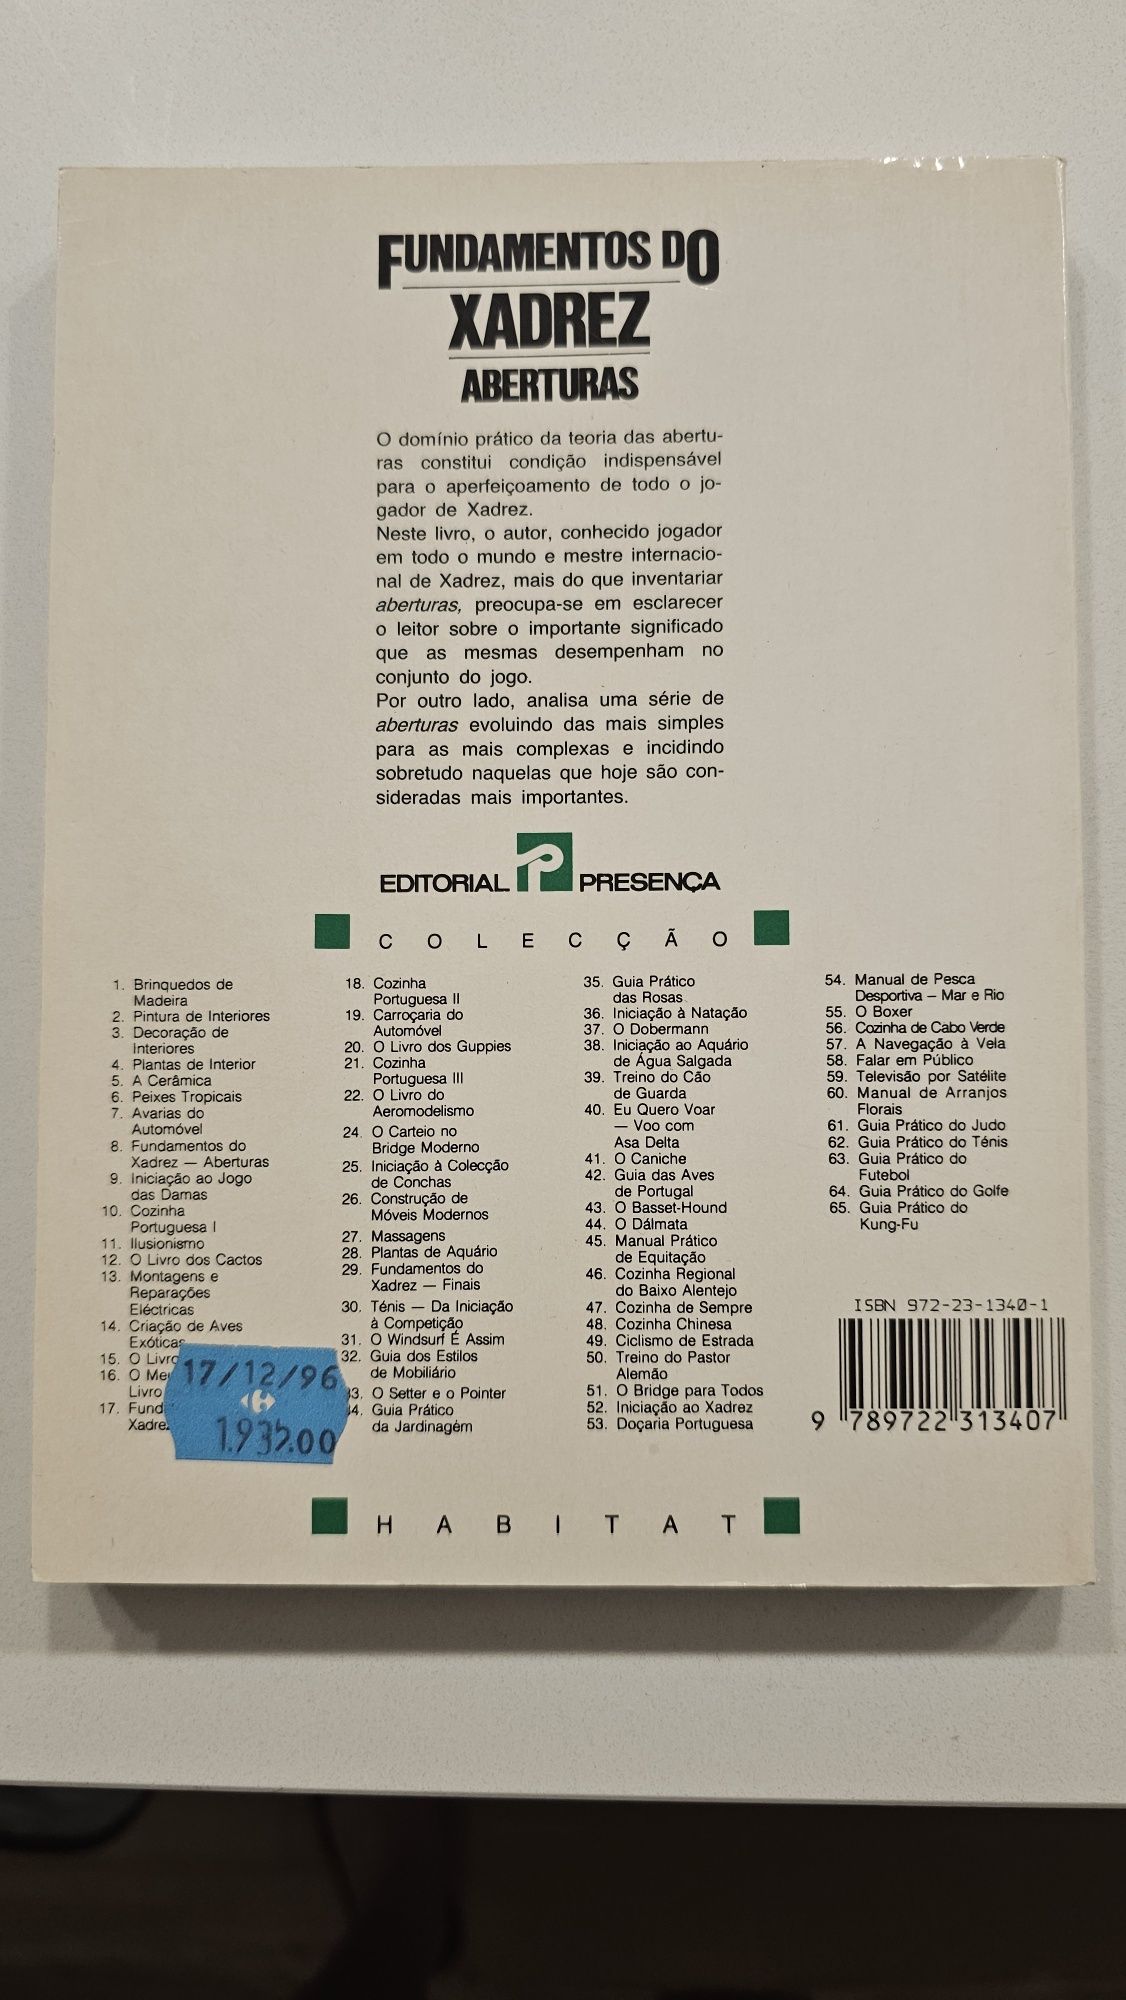 FUNDAMENTOS DO
XADREZ
ABERTURAS
O domínio prático da teoria das abertu-
ras constitui condição indispensável
para o aperfeiçoamento de todo o jo-
gador de Xadrez.
Neste livro, o autor, conhecido jogador
em todo o mundo e mestre internacio-
nal de Xadrez, mais do que inventariar
aberturas, preocupa-se em esclarecer
o leitor sobre o importante significado
que as mesmas desempenham no
conjunto do jogo.
Por outro lado, analisa uma série de
aberturas evoluindo das mais simples
para as mais complexas e incidindo
sobretudo naquelas que hoje são con-
sideradas mais importantes.
EDITORIAL PRESENÇA
COLECÇÃO
1. Brinquedos de
Madeira
2. Pintura de Interiores
3. Decoração de
Interiores
4. Plantas de Interior
5. A Cerâmica
6. Peixes Tropicais
7. Avarias do
Automóvel
8. Fundamentos do
Xadrez — Aberturas
9. Iniciação ao Jogo
das Damas
10. Cozinha
Portuguesa I
11. Ilusionismo
12. O Livro dos Cactos
13. Montagens e
Reparações
Eléctricas
14. Criação de Aves
Exóticas
15. O Livro
16. O
Livro
17.
17/12/96
1.935.00
18. Cozinha
Portuguesa II
19. Carroçaria do
Automóvel
20. O Livro dos Guppies
21. Cozinha
Portuguesa III
22. O Livro do
Aeromodelismo
24. O Carteio no
Bridge Moderno
25. Iniciação à Colecção
de Conchas
26. Construção de
Móveis Modernos
27. Massagens
28. Plantas de Aquário
29. Fundamentos do
Xadrez — Finais
30. Ténis — Da Iniciação
à Competição
31. O Windsurf É Assim
32. Guia dos Estilos
de Mobiliário
33. O Setter e o Pointer
34. Guia Prático
da Jardinagem
35. Guia Prático
das Rosas
36. Iniciação à Natação
37. O Dobermann
38. Iniciação ao Aquário
de Água Salgada
39. Treino do Cão
de Guarda
40. Eu Quero Voar
— Voo com
Asa Delta
41. O Caniche
42. Guia das Aves
de Portugal
43. O Basset-Hound
44. O Dálmata
45. Manual Prático
de Equitação
46. Cozinha Regional
do Baixo Alentejo
47. Cozinha de Sempre
48. Cozinha Chinesa
49. Ciclismo de Estrada
50. Treino do Pastor
Alemão
51. O Bridge para Todos
52. Iniciação ao Xadrez
53. Doçaria Portuguesa
54. Manual de Pesca
Desportiva – Mar e Rio
55. O Boxer
56. Cozinha de Cabo Verde
57. A Navegação à Vela
58. Falar em Público
59. Televisão por Satélite
60. Manual de Arranjos
Florais
61. Guia Prático do Judo
62. Guia Prático do Ténis
63. Guia Prático do
Futebol
64. Guia Prático do Golfe
65. Guia Prático do
Kung-Fu
ISBN 972-23-1340-1
9 789722 313407
HABITAT